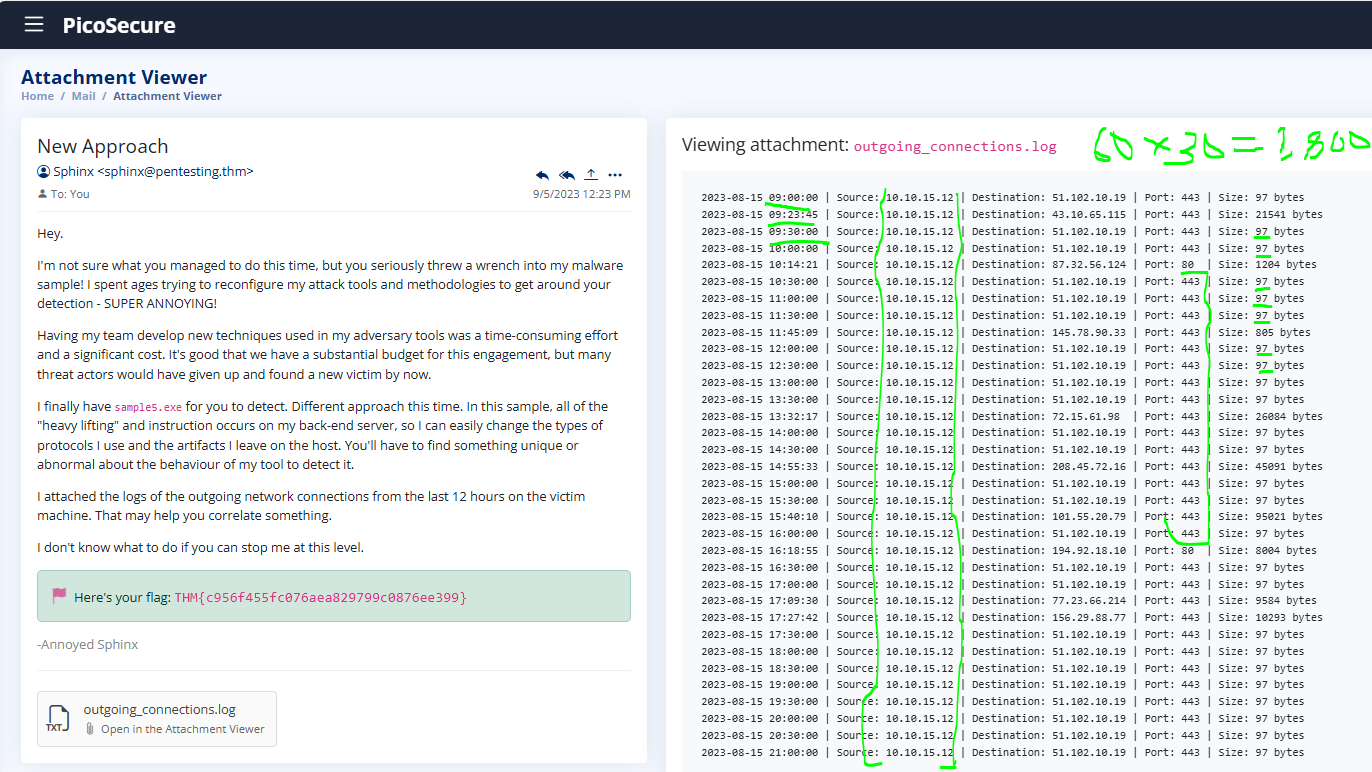 PicoSecure
Attachment Viewer
Home / Mail / Attachment Viewer
New Approach
Sphinx <sphinx@pentesting.thm>
To: You
9/5/2023 12:23 PM
Hey.
I'm not sure what you managed to do this time, but you seriously threw a wrench into my malware
sample! I spent ages trying to reconfigure my attack tools and methodologies to get around your
detection - SUPER ANNOYING!
Having my team develop new techniques used in my adversary tools was a time-consuming effort
and a significant cost. It's good that we have a substantial budget for this engagement, but many
threat actors would have given up and found a new victim by now.
I finally have sample5.exe for you to detect. Different approach this time. In this sample, all of the
"heavy lifting" and instruction occurs on my back-end server, so I can easily change the types of
protocols I use and the artifacts I leave on the host. You'll have to find something unique or
abnormal about the behaviour of my tool to detect it.
I attached the logs of the outgoing network connections from the last 12 hours on the victim
machine. That may help you correlate something.
I don't know what to do if you can stop me at this level.
Here's your flag: THM{c956f455fc076aea829799c0876ee399}
-Annoyed Sphinx
TXT
outgoing_connections.log
Open in the Attachment Viewer
Viewing attachment: outgoing_connections.log
60 x 30 = 1,800
2023-08-15 09:00:00 | Source: 10.10.15.12 | Destination: 51.102.10.19 | Port: 443 | Size: 97 bytes
2023-08-15 09:23:45 | Source: 10.10.15.12 | Destination: 43.10.65.115 | Port: 443 | Size: 21541 bytes
2023-08-15 09:30:00 | Source: 10.10.15.12 | Destination: 51.102.10.19 | Port: 443 | Size: 97 bytes
2023-08-15 10:00:00 | Source: 10.10.15.12 | Destination: 51.102.10.19 | Port: 443 | Size: 97 bytes
2023-08-15 10:14:21 | Source: 10.10.15.12 | Destination: 87.32.56.124 | Port: 80 | Size: 1204 bytes
2023-08-15 10:30:00 | Source: 10.10.15.12 | Destination: 51.102.10.19 | Port: 443 | Size: 97 bytes
2023-08-15 11:00:00 | Source: 10.10.15.12 | Destination: 51.102.10.19 | Port: 443 | Size: 97 bytes
2023-08-15 11:30:00 | Source: 10.10.15.12 | Destination: 51.102.10.19 | Port: 443 | Size: 97 bytes
2023-08-15 11:45:09 | Source: 10.10.15.12 | Destination: 145.78.90.33 | Port: 443 | Size: 805 bytes
2023-08-15 12:00:00 | Source: 10.10.15.12 | Destination: 51.102.10.19 | Port: 443 | Size: 97 bytes
2023-08-15 12:30:00 | Source: 10.10.15.12 | Destination: 51.102.10.19 | Port: 443 | Size: 97 bytes
2023-08-15 13:00:00 | Source: 10.10.15.12 | Destination: 51.102.10.19 | Port: 443 | Size: 97 bytes
2023-08-15 13:30:00 | Source: 10.10.15.12 | Destination: 51.102.10.19 | Port: 443 | Size: 97 bytes
2023-08-15 13:32:17 | Source: 10.10.15.12 | Destination: 72.15.61.98 | Port: 443 | Size: 26084 bytes
2023-08-15 14:00:00 | Source: 10.10.15.12 | Destination: 51.102.10.19 | Port: 443 | Size: 97 bytes
2023-08-15 14:30:00 | Source: 10.10.15.12 | Destination: 51.102.10.19 | Port: 443 | Size: 97 bytes
2023-08-15 14:55:33 | Source: 10.10.15.12 | Destination: 208.45.72.16 | Port: 443 | Size: 45091 bytes
2023-08-15 15:00:00 | Source: 10.10.15.12 | Destination: 51.102.10.19 | Port: 443 | Size: 97 bytes
2023-08-15 15:30:00 | Source: 10.10.15.12 | Destination: 51.102.10.19 | Port: 443 | Size: 97 bytes
2023-08-15 15:40:10 | Source: 10.10.15.12 | Destination: 101.55.20.79 | Port: 443 | Size: 95021 bytes
2023-08-15 16:00:00 | Source: 10.10.15.12 | Destination: 51.102.10.19 | Port: 443 | Size: 97 bytes
2023-08-15 16:18:55 | Source: 10.10.15.12 | Destination: 194.92.18.10 | Port: 80 | Size: 8004 bytes
2023-08-15 16:30:00 | Source: 10.10.15.12 | Destination: 51.102.10.19 | Port: 443 | Size: 97 bytes
2023-08-15 17:00:00 | Source: 10.10.15.12 | Destination: 51.102.10.19 | Port: 443 | Size: 97 bytes
2023-08-15 17:09:30 | Source: 10.10.15.12 | Destination: 77.23.66.214 | Port: 443 | Size: 9584 bytes
2023-08-15 17:27:42 | Source: 10.10.15.12 | Destination: 156.29.88.77 | Port: 443 | Size: 10293 bytes
2023-08-15 17:30:00 | Source: 10.10.15.12 | Destination: 51.102.10.19 | Port: 443 | Size: 97 bytes
2023-08-15 18:00:00 | Source: 10.10.15.12 | Destination: 51.102.10.19 | Port: 443 | Size: 97 bytes
2023-08-15 18:30:00 | Source: 10.10.15.12 | Destination: 51.102.10.19 | Port: 443 | Size: 97 bytes
2023-08-15 19:00:00 | Source: 10.10.15.12 | Destination: 51.102.10.19 | Port: 443 | Size: 97 bytes
2023-08-15 19:30:00 | Source: 10.10.15.12 | Destination: 51.102.10.19 | Port: 443 | Size: 97 bytes
2023-08-15 20:00:00 | Source: 10.10.15.12 | Destination: 51.102.10.19 | Port: 443 | Size: 97 bytes
2023-08-15 20:30:00 | Source: 10.10.15.12 | Destination: 51.102.10.19 | Port: 443 | Size: 97 bytes
2023-08-15 21:00:00 | Source: 10.10.15.12 | Destination: 51.102.10.19 | Port: 443 | Size: 97 bytes